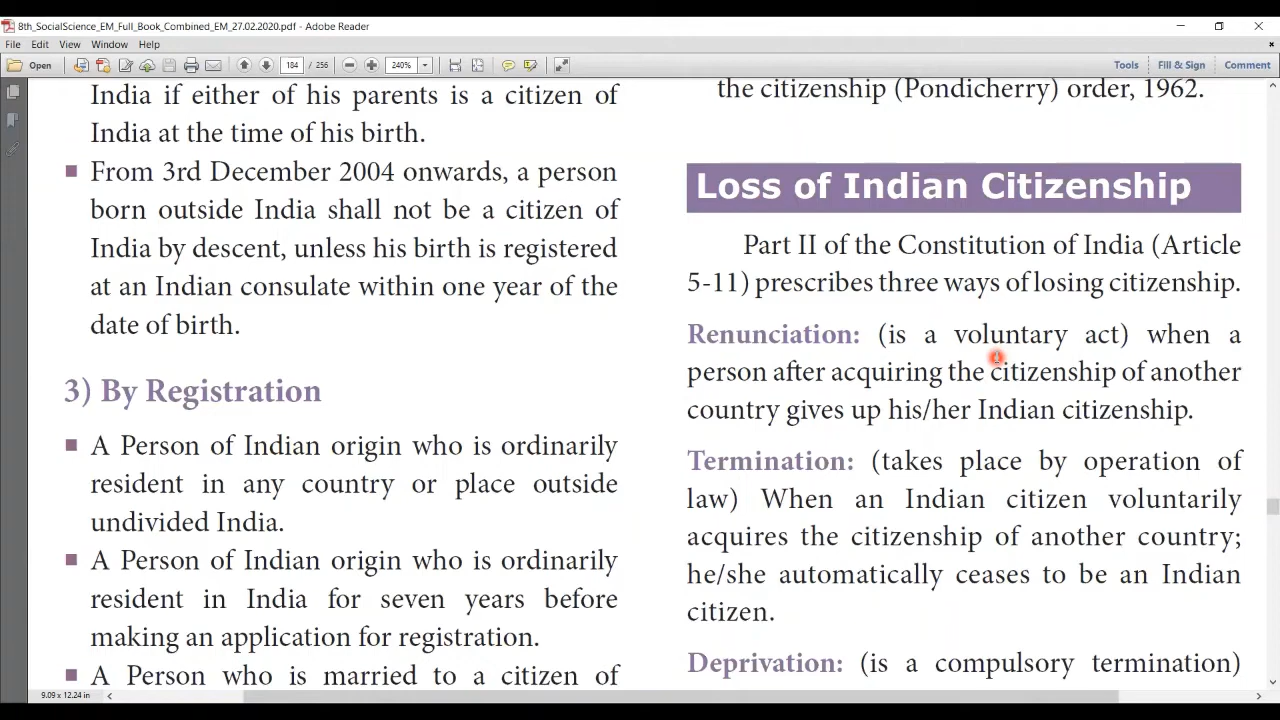 8th_SocialScience_EM_Full_Book_Combined_EM_27.02.2020.pdf - Adobe Reader
File Edit View Window Help
Open 184 / 256 240% Tools Fill & Sign Comment
India if either of his parents is a citizen of
India at the time of his birth.
From 3rd December 2004 onwards, a person
born outside India shall not be a citizen of
India by descent, unless his birth is registered
at an Indian consulate within one year of the
date of birth.
3) By Registration
A Person of Indian origin who is ordinarily
resident in any country or place outside
undivided India.
A Person of Indian origin who is ordinarily
resident in India for seven years before
making an application for registration.
A Person who is married to a citizen of
the citizenship (Pondicherry) order, 1962.
Loss of Indian Citizenship
Part II of the Constitution of India (Article
5-11) prescribes three ways of losing citizenship.
Renunciation: (is a voluntary act) when a
person after acquiring the citizenship of another
country gives up his/her Indian citizenship.
Termination: (takes place by operation of
law) When an Indian citizen voluntarily
acquires the citizenship of another country;
he/she automatically ceases to be an Indian
citizen.
Deprivation: (is a compulsory termination)
9.09 x 12.24 in